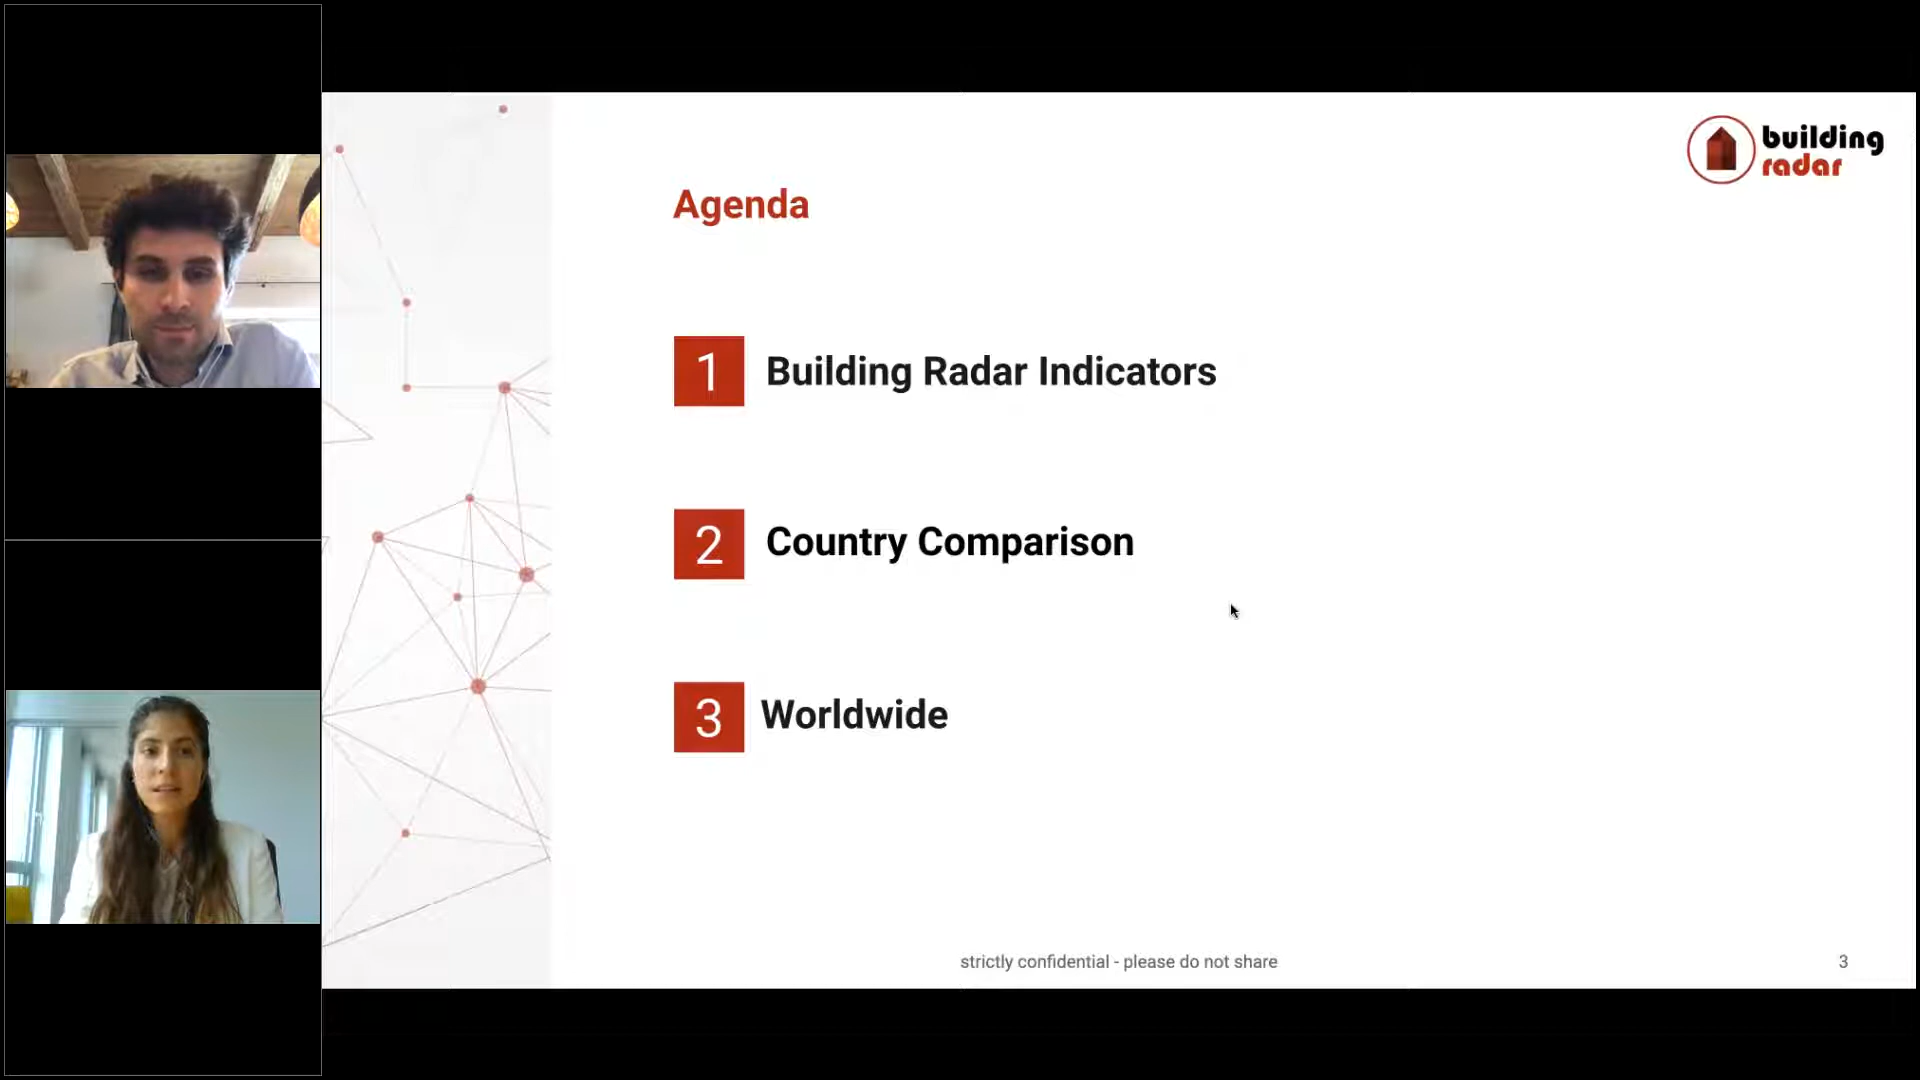 building
radar
Agenda
1 Building Radar Indicators
2 Country Comparison
3 Worldwide
strictly confidential - please do not share
3